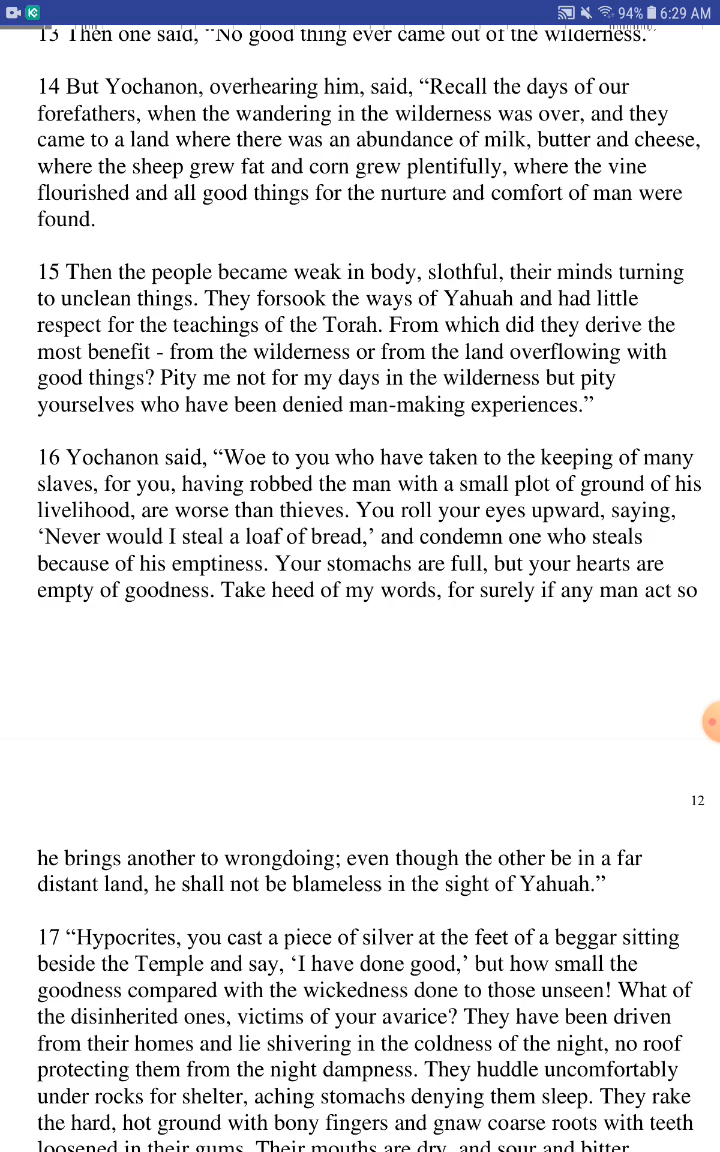 94% 6:29 AM
13 Then one said, “No good thing ever came out of the wilderness.”
14 But Yochanon, overhearing him, said, “Recall the days of our
forefathers, when the wandering in the wilderness was over, and they
came to a land where there was an abundance of milk, butter and cheese,
where the sheep grew fat and corn grew plentifully, where the vine
flourished and all good things for the nurture and comfort of man were
found.
15 Then the people became weak in body, slothful, their minds turning
to unclean things. They forsook the ways of Yahuah and had little
respect for the teachings of the Torah. From which did they derive the
most benefit - from the wilderness or from the land overflowing with
good things? Pity me not for my days in the wilderness but pity
yourselves who have been denied man-making experiences.”
16 Yochanon said, “Woe to you who have taken to the keeping of many
slaves, for you, having robbed the man with a small plot of ground of his
livelihood, are worse than thieves. You roll your eyes upward, saying,
‘Never would I steal a loaf of bread,’ and condemn one who steals
because of his emptiness. Your stomachs are full, but your hearts are
empty of goodness. Take heed of my words, for surely if any man act so
12
he brings another to wrongdoing; even though the other be in a far
distant land, he shall not be blameless in the sight of Yahuah.”
17 “Hypocrites, you cast a piece of silver at the feet of a beggar sitting
beside the Temple and say, ‘I have done good,’ but how small the
goodness compared with the wickedness done to those unseen! What of
the disinherited ones, victims of your avarice? They have been driven
from their homes and lie shivering in the coldness of the night, no roof
protecting them from the night dampness. They huddle uncomfortably
under rocks for shelter, aching stomachs denying them sleep. They rake
the hard, hot ground with bony fingers and gnaw coarse roots with teeth
loosened in their gums. Their mouths are dry, and sour and bitter